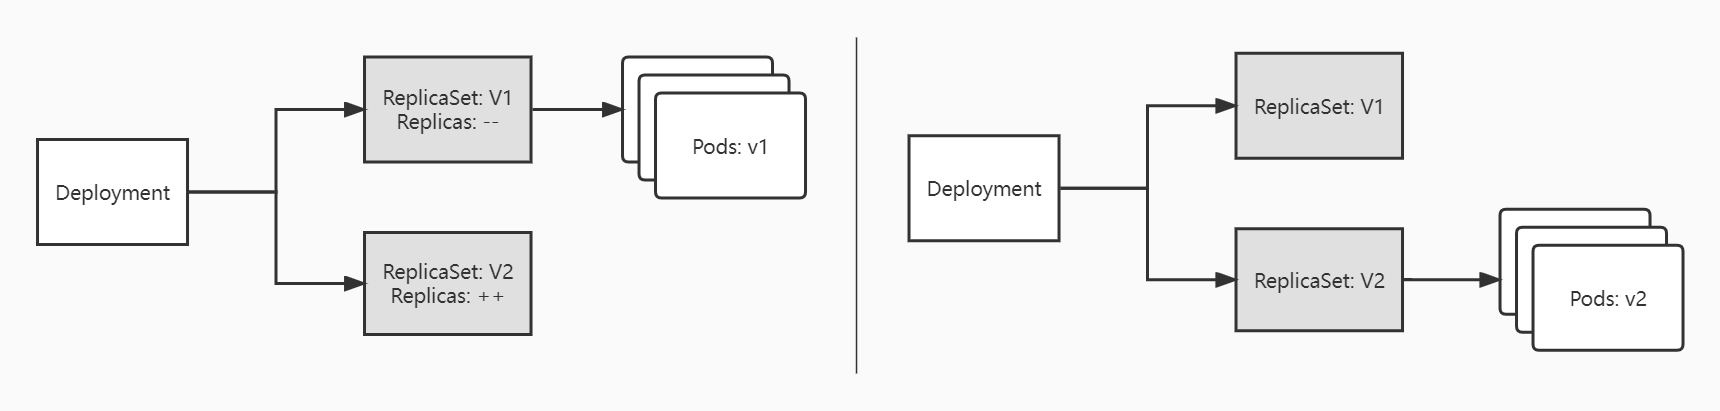 Deployment
ReplicaSet: V1
Replicas: --
Pods: v1
ReplicaSet: V2
Replicas: ++
Deployment
ReplicaSet: V1
ReplicaSet: V2
Pods: v2